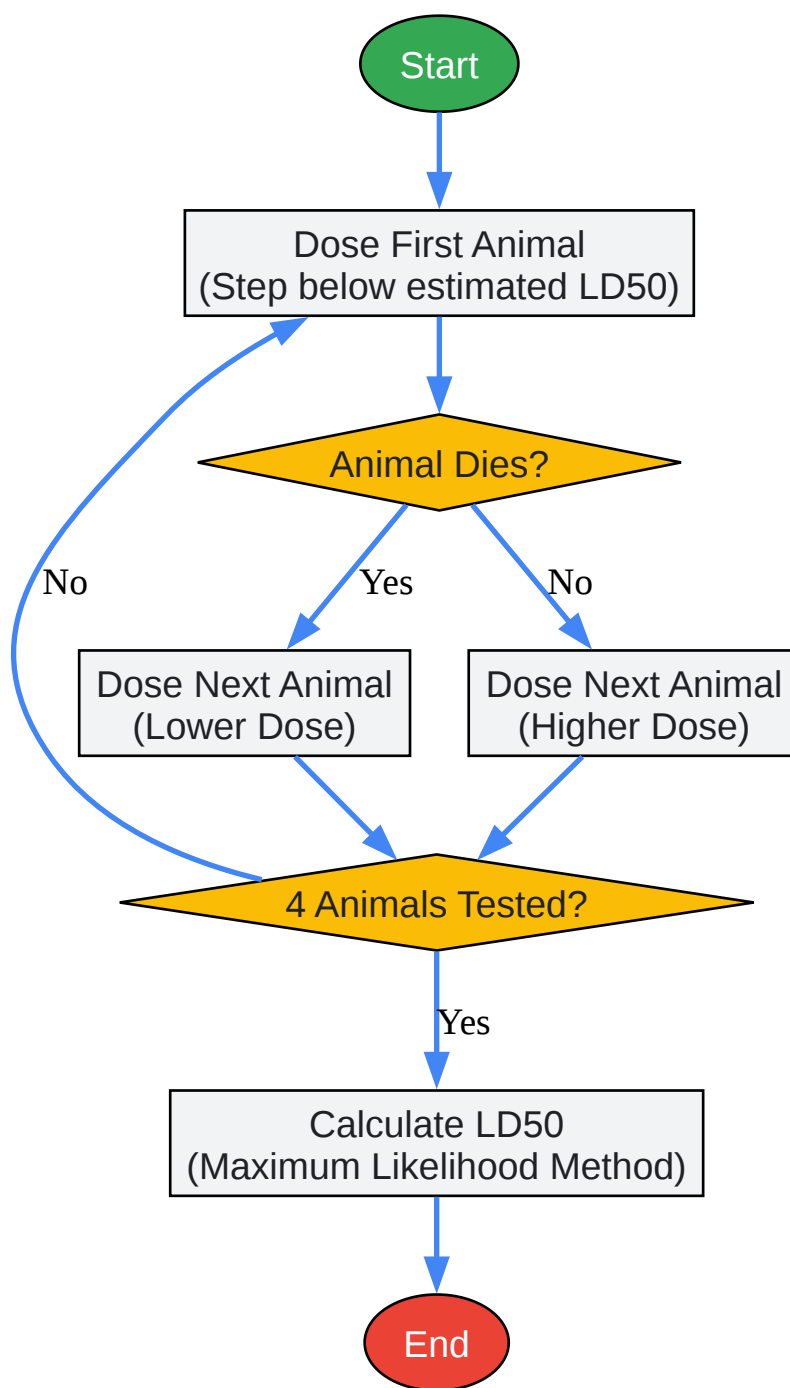 Start
Dose First Animal
(Step below estimated LD50)
Animal Dies?
No
Yes
No
Dose Next Animal
(Lower Dose)
Dose Next Animal
(Higher Dose)
4 Animals Tested?
Yes
Calculate LD50
(Maximum Likelihood Method)
End